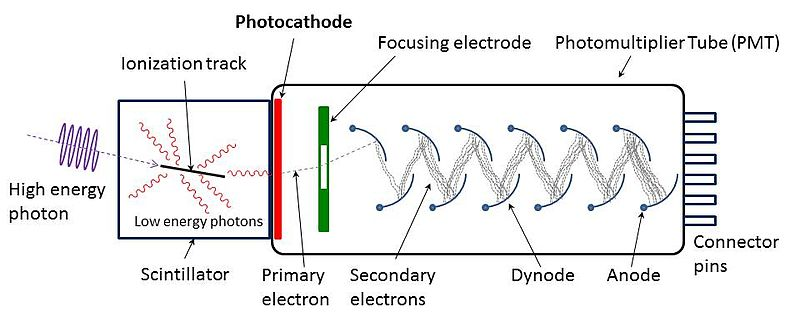 Photocathode
Focusing electrode
Photomultiplier Tube (PMT)
Ionization track
High energy
photon
Low energy photons
Scintillator
Primary
electron
Secondary
electrons
Dynode
Anode
Connector
pins